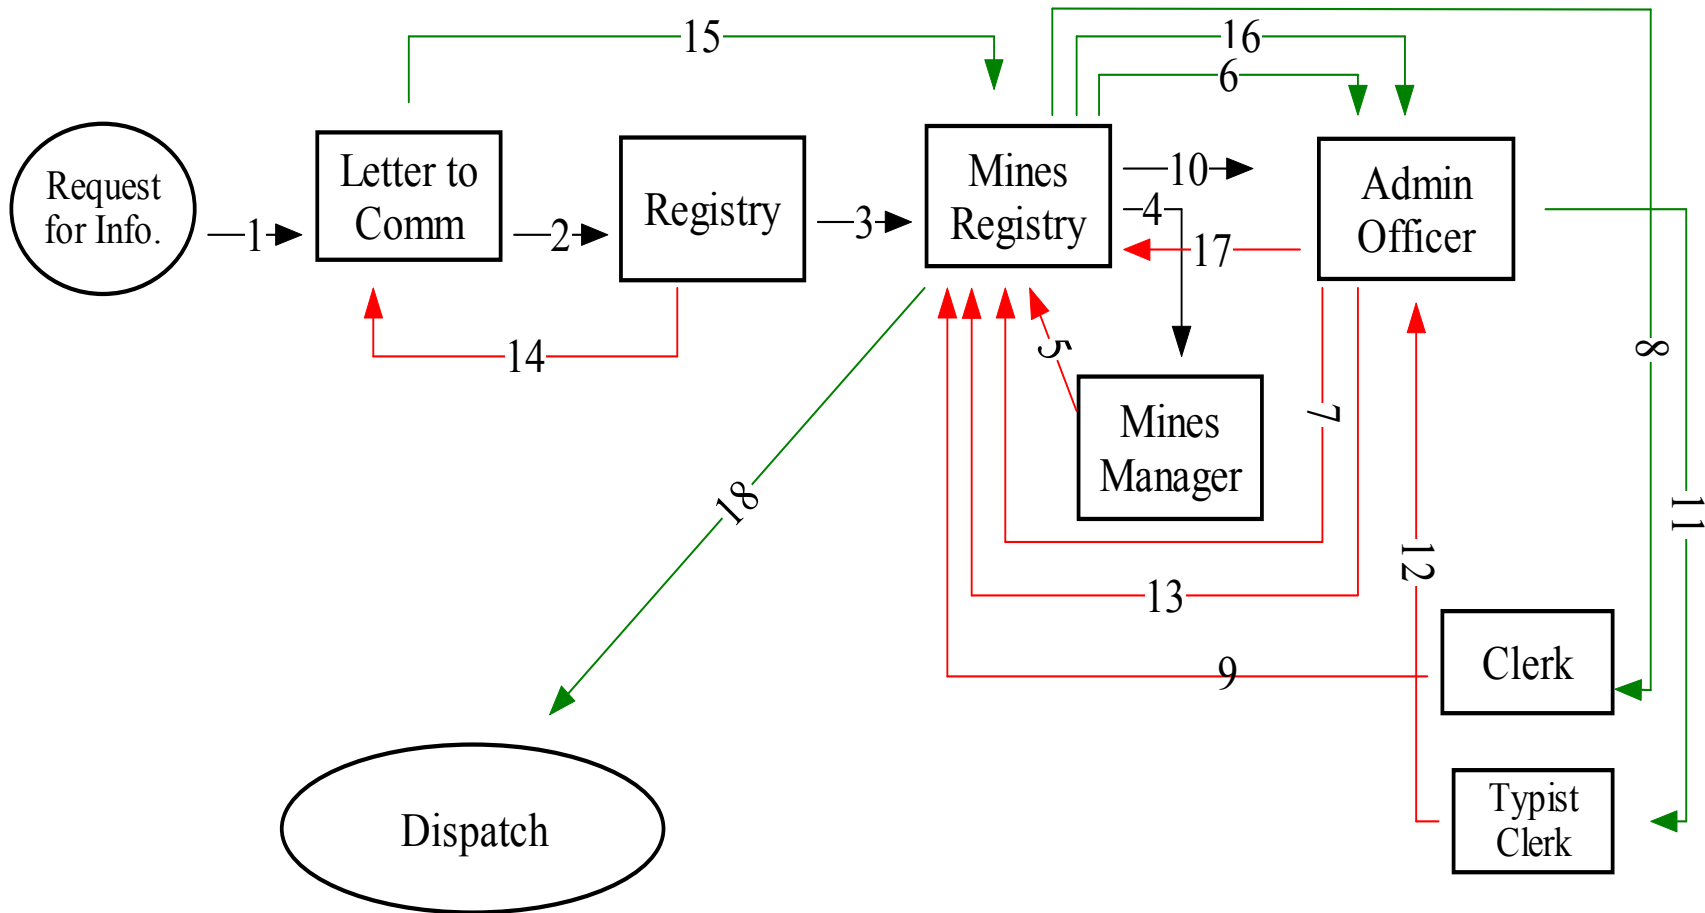 15
16
6
Request
for Info.
1
Letter to
Comm
2
Registry
3
Mines
Registry
10
4
17
Admin
Officer
14
5
8
Mines
Manager
7
18
11
12
13
9
Clerk
Typist
Clerk
Dispatch